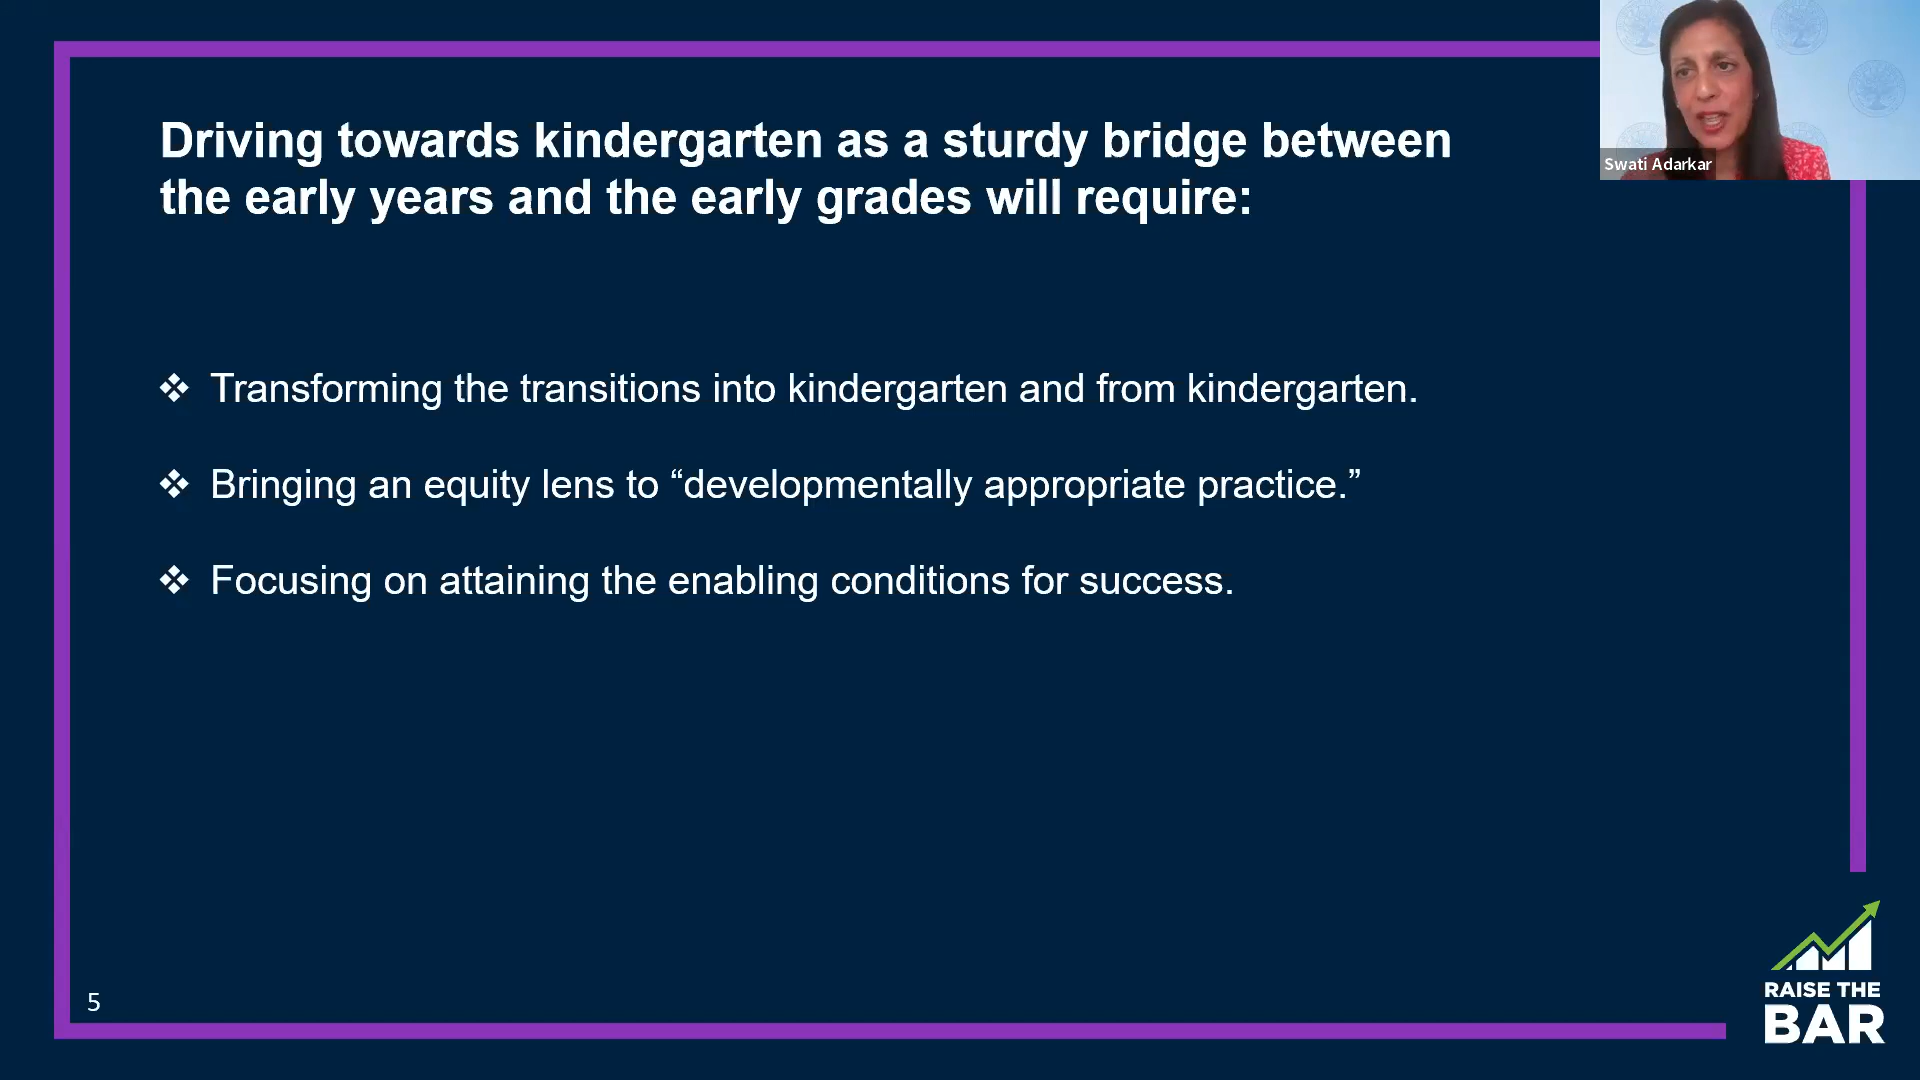 Driving towards kindergarten as a sturdy bridge between
the early years and the early grades will require:
Swati Adarkar
❖ Transforming the transitions into kindergarten and from kindergarten.
❖ Bringing an equity lens to “developmentally appropriate practice.”
❖ Focusing on attaining the enabling conditions for success.
5
RAISE THE
BAR